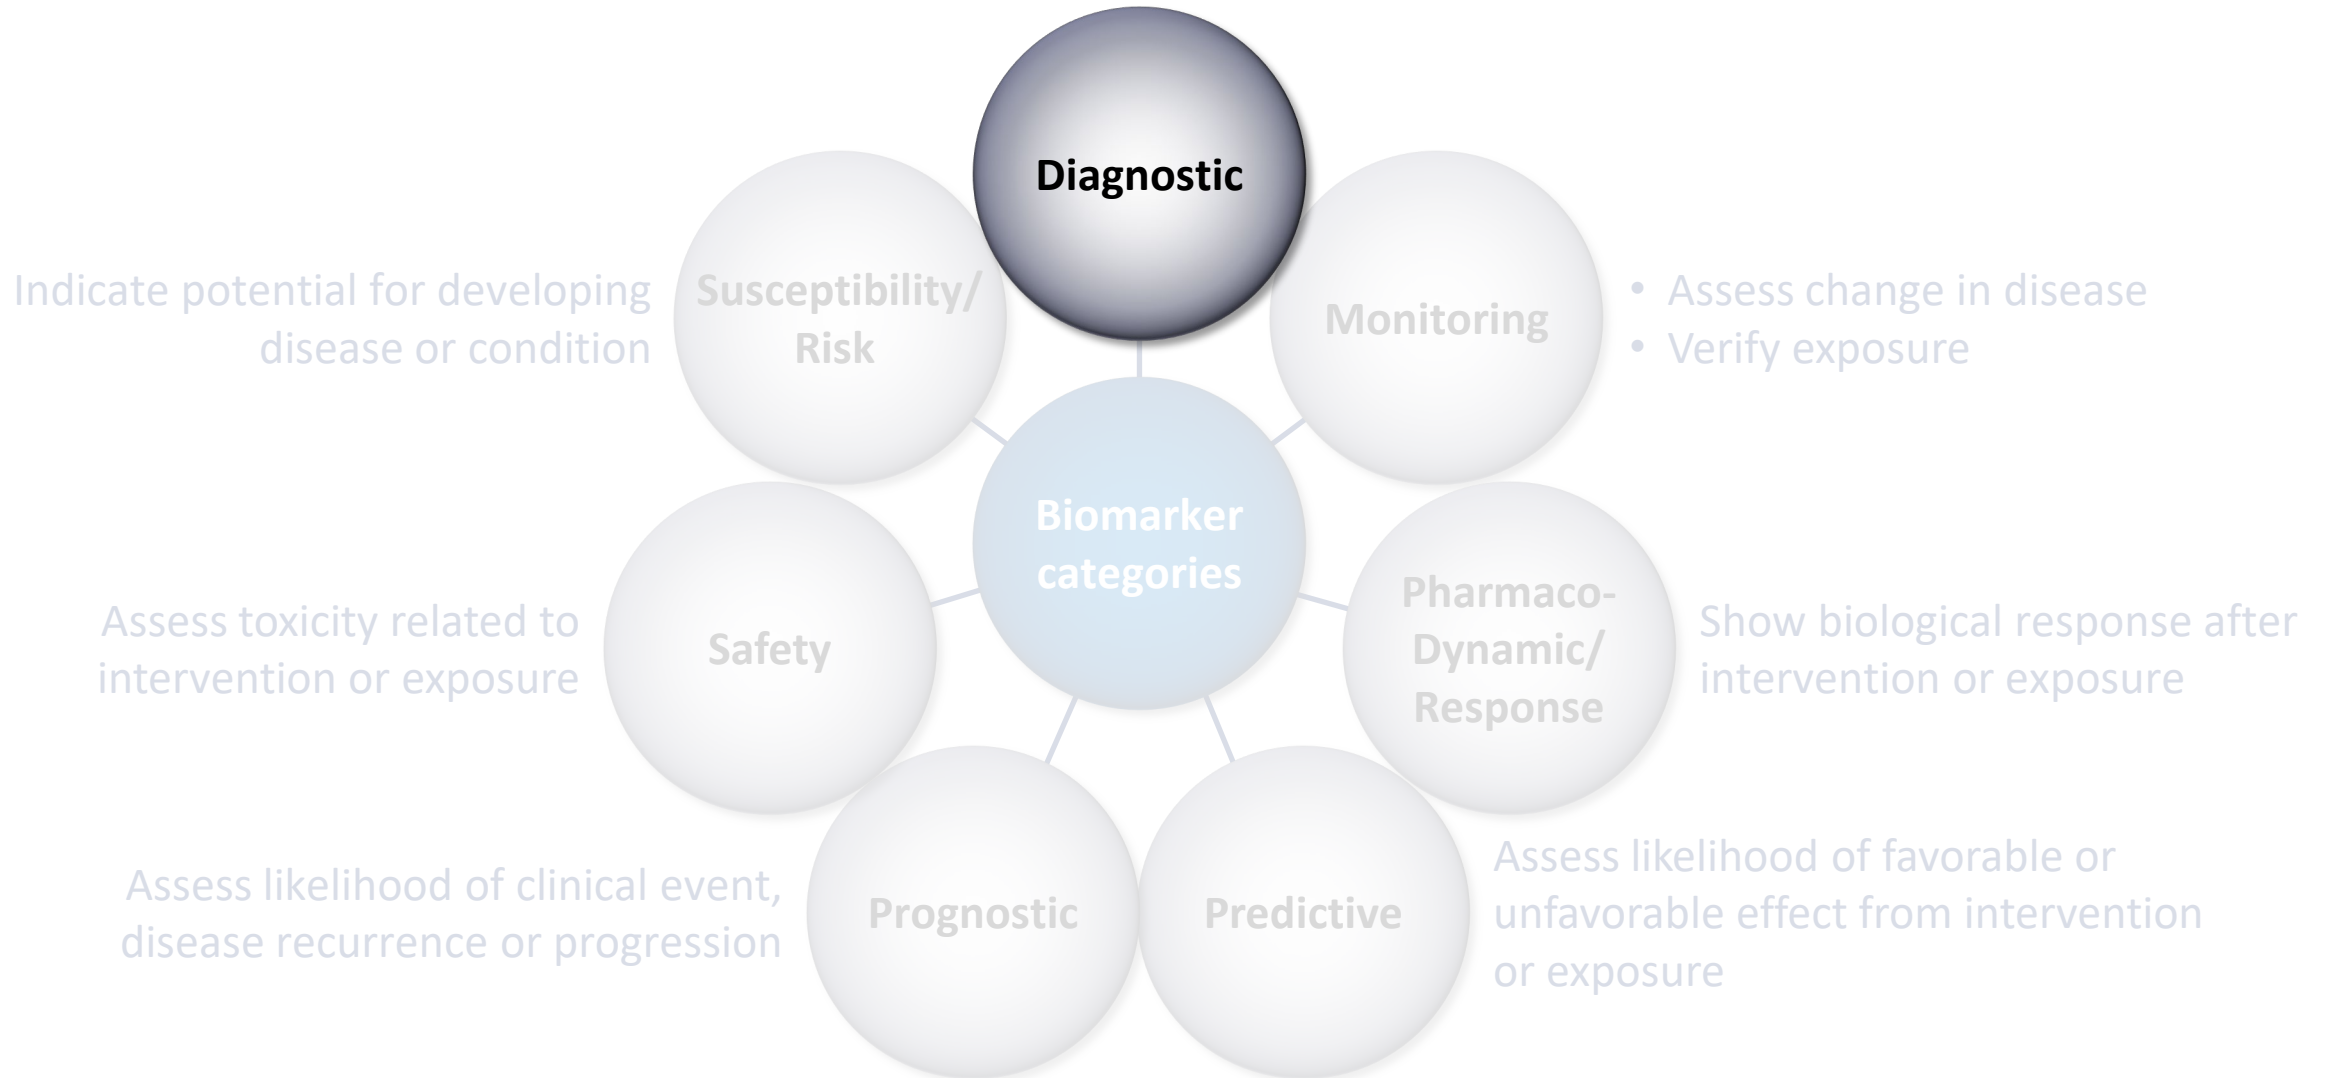 Diagnostic
Susceptibility/
Risk
Indicate potential for developing
disease or condition
Monitoring
• Assess change in disease
• Verify exposure
Biomarker
categories
Safety
Assess toxicity related to
intervention or exposure
Pharmaco-
Dynamic/
Response
Show biological response after
intervention or exposure
Prognostic
Assess likelihood of clinical event,
disease recurrence or progression
Predictive
Assess likelihood of favorable or
unfavorable effect from intervention
or exposure